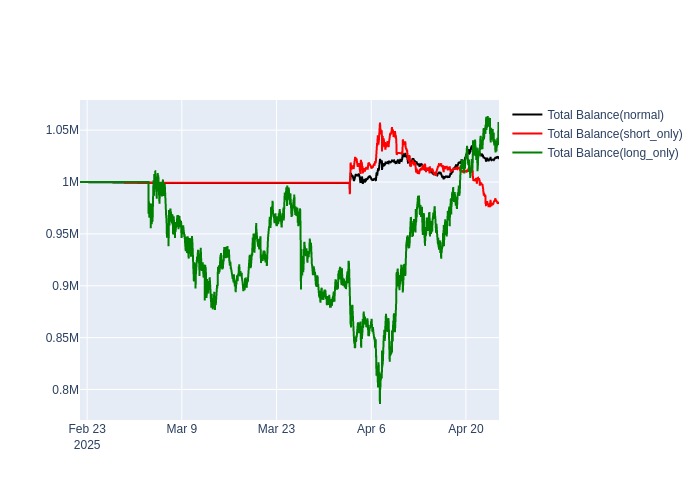 Total Balance(normal)
Total Balance(short_only)
Total Balance(long_only)
1.05M
1M
0.95M
0.9M
0.85M
0.8M
Feb 23 Mar 9 Mar 23 Apr 6 Apr 20
2025